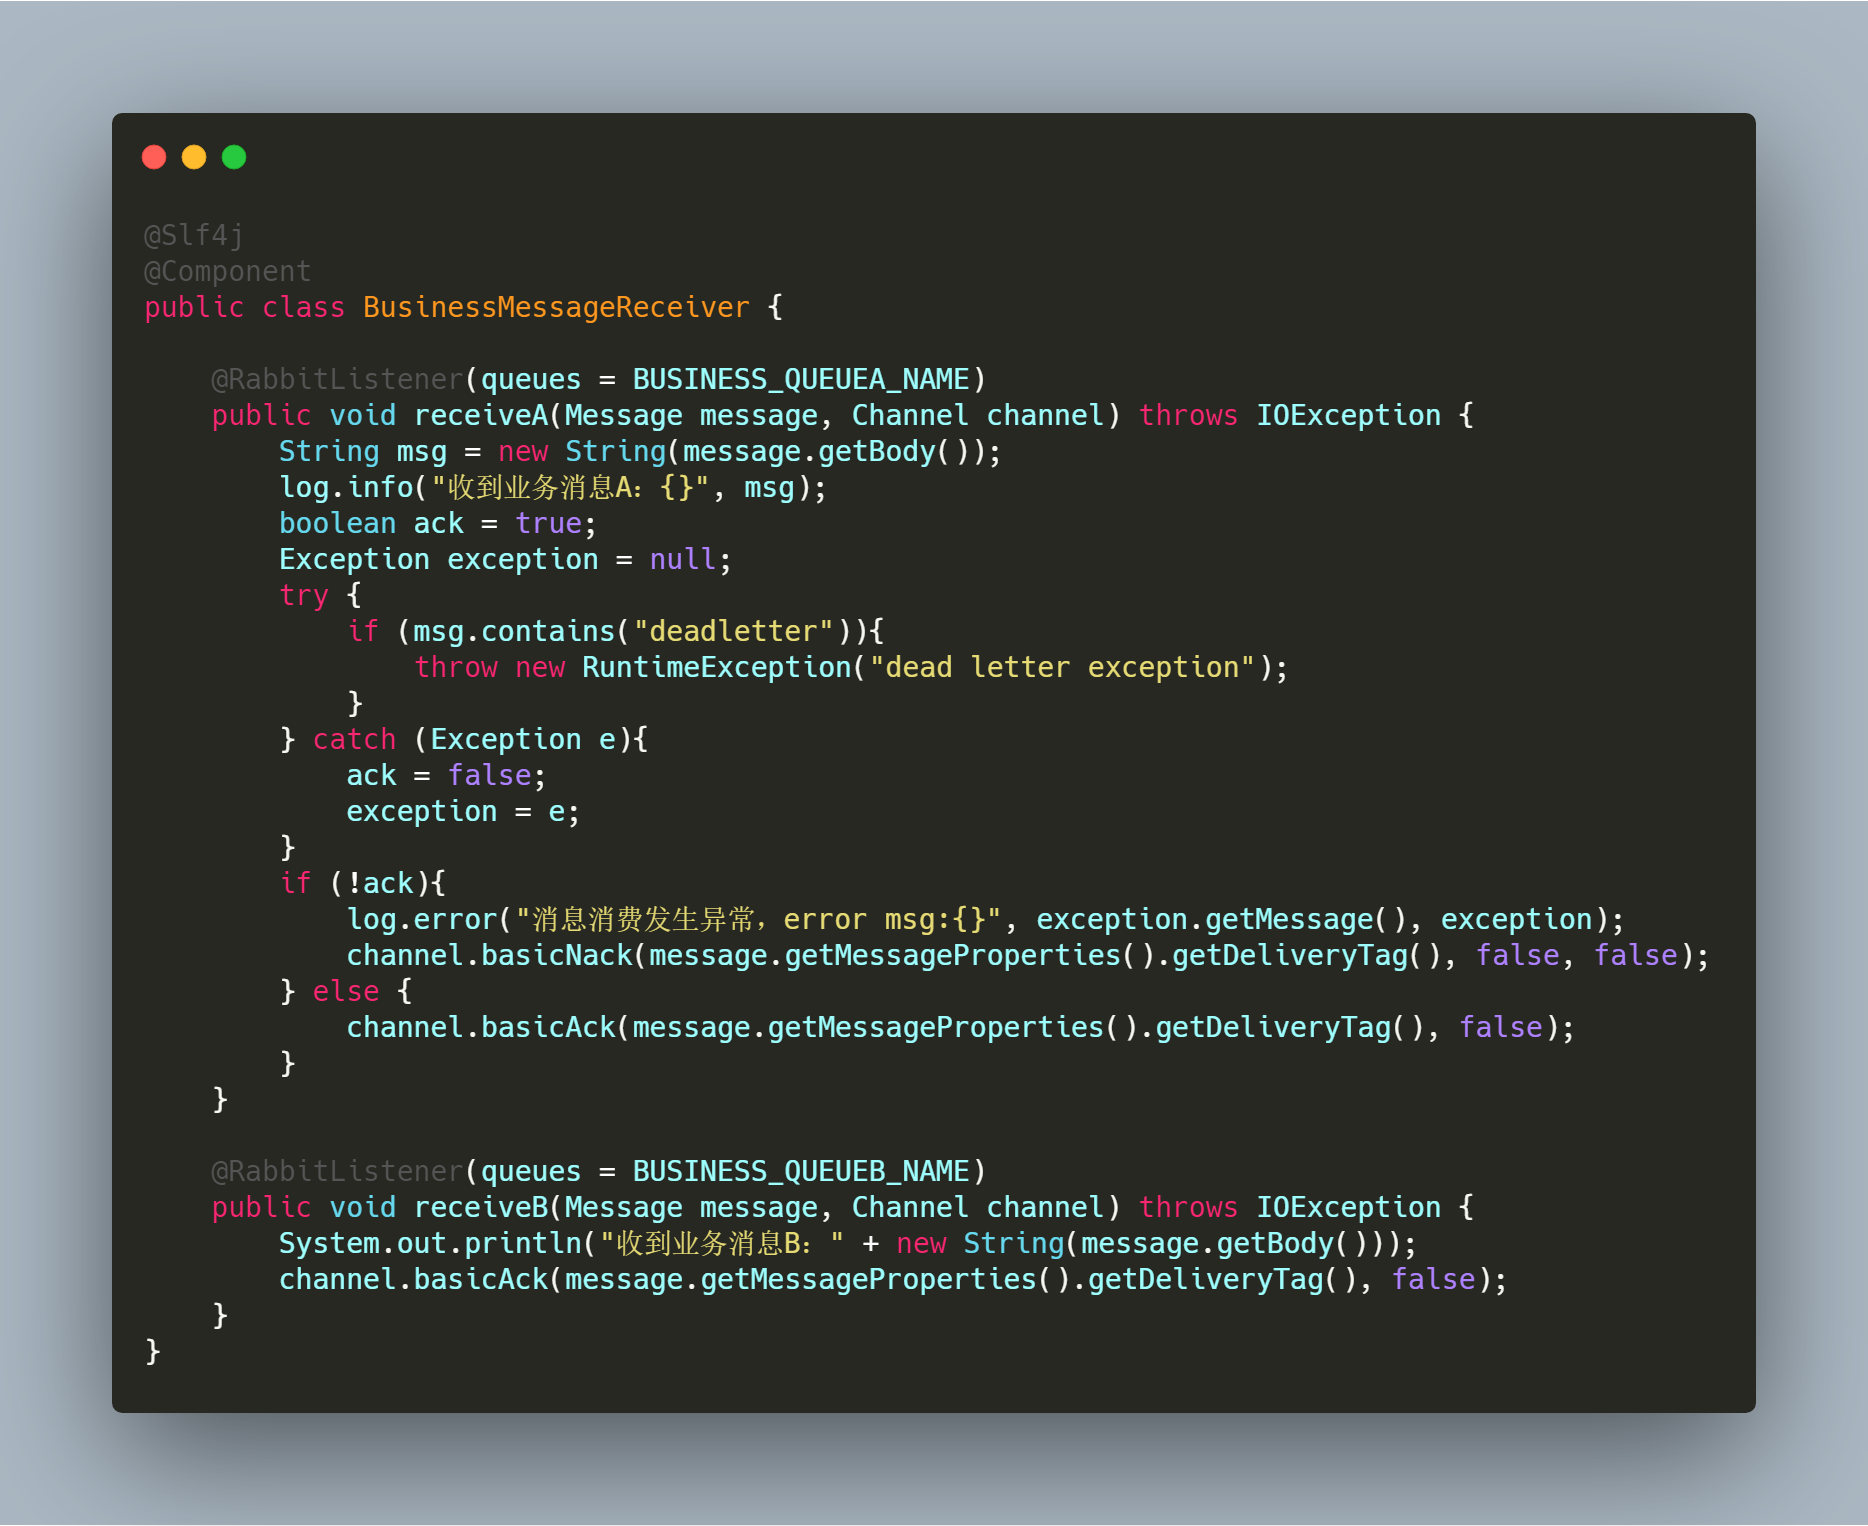 @Slf4j
@Component
public class BusinessMessageReceiver {
    @RabbitListener(queues = BUSINESS_QUEUEA_NAME)
    public void receiveA(Message message, Channel channel) throws IOException {
        String msg = new String(message.getBody());
        log.info("收到业务消息A：{}", msg);
        boolean ack = true;
        Exception exception = null;
        try {
            if (msg.contains("deadletter")){
                throw new RuntimeException("dead letter exception");
            }
        } catch (Exception e){
            ack = false;
            exception = e;
        }
        if (!ack){
            log.error("消息消费发生异常，error msg:{}", exception.getMessage(), exception);
            channel.basicNack(message.getMessageProperties().getDeliveryTag(), false, false);
        } else {
            channel.basicAck(message.getMessageProperties().getDeliveryTag(), false);
        }
    }
    @RabbitListener(queues = BUSINESS_QUEUEB_NAME)
    public void receiveB(Message message, Channel channel) throws IOException {
        System.out.println("收到业务消息B：" + new String(message.getBody()));
        channel.basicAck(message.getMessageProperties().getDeliveryTag(), false);
    }
}